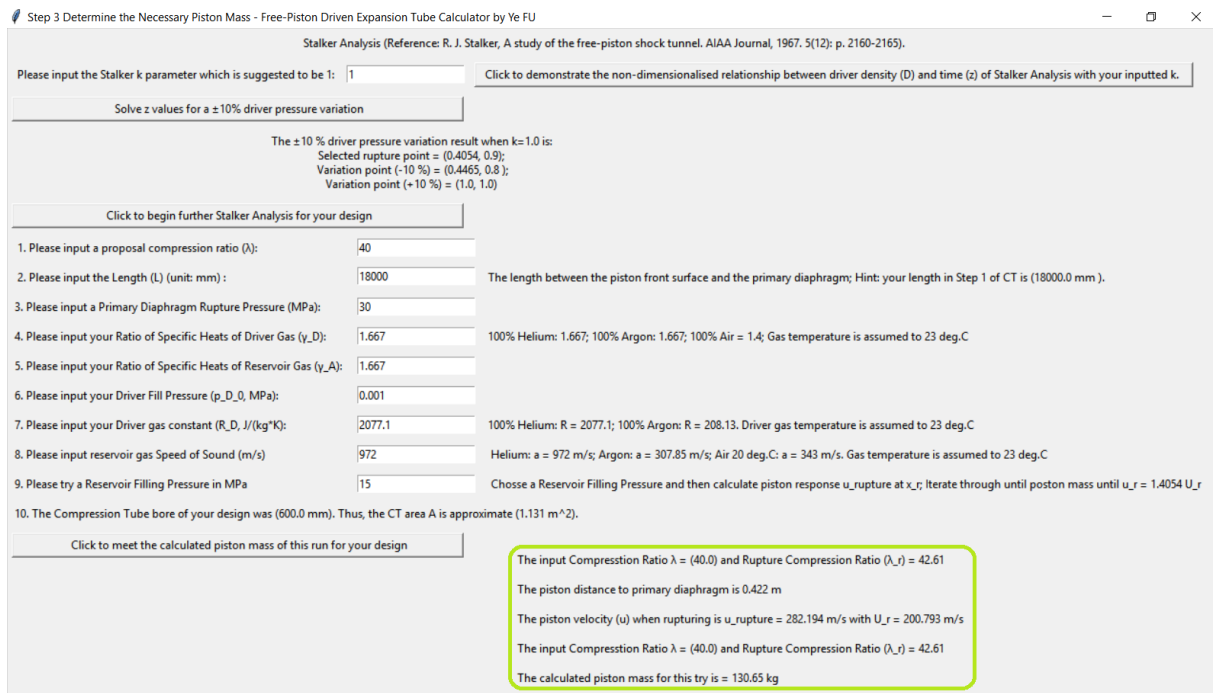 Step 3 Determine the Necessary Piston Mass - Free-Piston Driven Expansion Tube Calculator by Ye FU
Stalker Analysis (Reference: R. J. Stalker, A study of the free-piston shock tunnel. AIAA Journal, 1967. 5(12): p. 2160-2165).
Please input the Stalker k parameter which is suggested to be 1: 1 Click to demonstrate the non-dimensionalised relationship between driver density (D) and time (z) of Stalker Analysis with your inputted k.
Solve z values for a ±10% driver pressure variation
The ±10 % driver pressure variation result when k=1.0 is:
Selected rupture point = (0.4054, 0.9);
Variation point (-10 %) = (0.4465, 0.8 );
Variation point (+10 %) = (1.0, 1.0)
Click to begin further Stalker Analysis for your design
1. Please input a proposal compression ratio (λ): 40
2. Please input the Length (L) (unit: mm) : 18000 The length between the piston front surface and the primary diaphragm; Hint: your length in Step 1 of CT is (18000.0 mm ).
3. Please input a Primary Diaphragm Rupture Pressure (MPa): 30
4. Please input your Ratio of Specific Heats of Driver Gas (γ_D): 1.667 100% Helium: 1.667; 100% Argon: 1.667; 100% Air = 1.4; Gas temperature is assumed to 23 deg.C
5. Please input your Ratio of Specific Heats of Reservoir Gas (γ_A): 1.667
6. Please input your Driver Fill Pressure (p_D_0, MPa): 0.001
7. Please input your Driver gas constant (R_D, J/(kg*K): 2077.1 100% Helium: R = 2077.1; 100% Argon: R = 208.13. Driver gas temperature is assumed to 23 deg.C
8. Please input reservoir gas Speed of Sound (m/s) 972 Helium: a = 972 m/s; Argon: a = 307.85 m/s; Air 20 deg.C: a = 343 m/s. Gas temperature is assumed to 23 deg.C
9. Please try a Reservoir Filling Pressure in MPa 15 Chosse a Reservoir Filling Pressure and then calculate piston response u_rupture at x_r; Iterate through until poston mass until u_r = 1.4054 U_r
10. The Compression Tube bore of your design was (600.0 mm). Thus, the CT area A is approximate (1.131 m^2).
Click to meet the calculated piston mass of this run for your design
The input Compresstion Ratio λ = (40.0) and Rupture Compression Ratio (λ_r) = 42.61
The piston distance to primary diaphragm is 0.422 m
The piston velocity (u) when rupturing is u_rupture = 282.194 m/s with U_r = 200.793 m/s
The input Compresstion Ratio λ = (40.0) and Rupture Compression Ratio (λ_r) = 42.61
The calculated piston mass for this try is = 130.65 kg